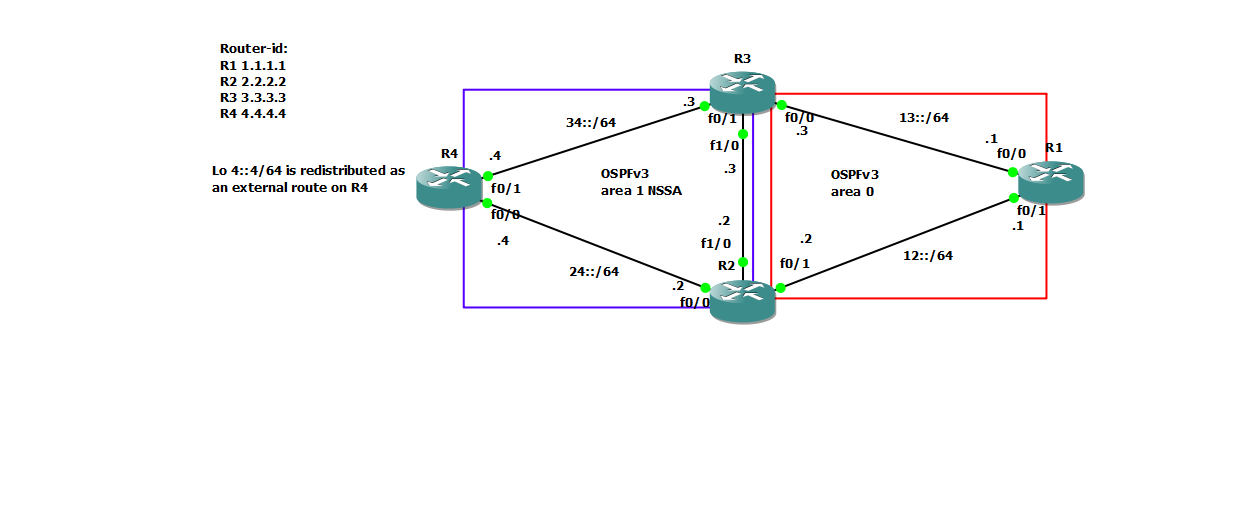 Router-id:
R1 1.1.1.1
R2 2.2.2.2
R3 3.3.3.3
R4 4.4.4.4
Lo 4::4/64 is redistributed as
an external route on R4
R3
.3
f0/1
f0/0
.3
f1/0
.3
34::/64
13::/64
.1
f0/0
R1
R4
.4
f0/1
f0/0
.4
OSPFv3
area 1 NSSA
OSPFv3
area 0
f0/1
.1
.2
f1/0
R2
.2
f0/1
12::/64
24::/64
.2
f0/0